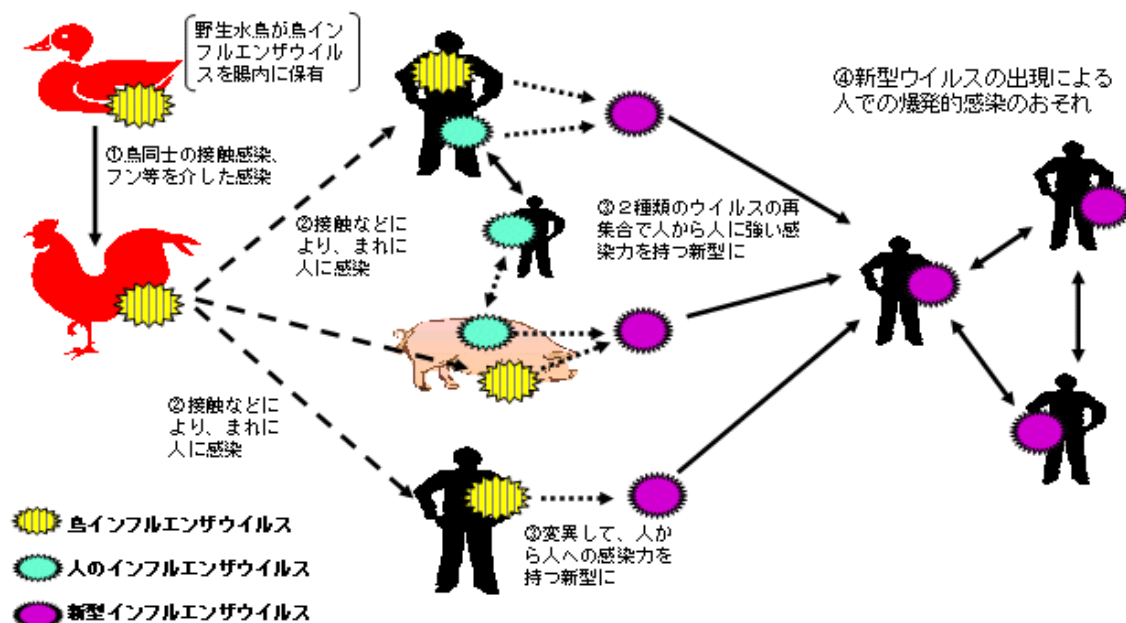 野生水鳥が鳥イン
フルエンザウイル
スを腸内に保有
①鳥同士の接触感染、
フン等を介した感染
②接触などに
より、まれに
人に感染
②接触などに
より、まれに
人に感染
③２種類のウイルスの再
集合で人から人に強い感
染力を持つ新型に
③変異して、人か
ら人への感染力を
持つ新型に
④新型ウイルスの出現による
人での爆発的感染のおそれ
鳥インフルエンザウイルス
人のインフルエンザウイルス
新型インフルエンザウイルス